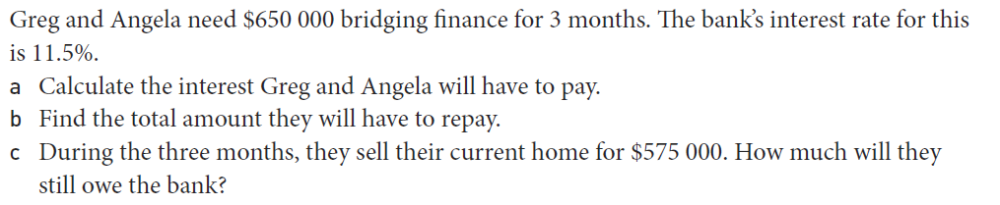 Greg and Angela need $650 000 bridging finance for 3 months. The bank’s interest rate for this
is 11.5%.
a Calculate the interest Greg and Angela will have to pay.
b Find the total amount they will have to repay.
c During the three months, they sell their current home for $575 000. How much will they
still owe the bank?